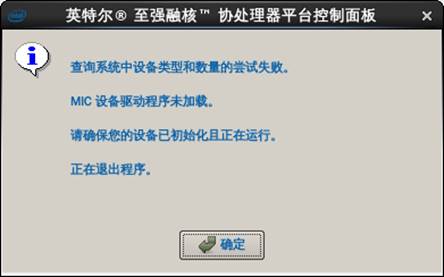 英特尔® 至强融核™ 协处理器平台控制面板
查询系统中设备类型和数量的尝试失败。
MIC 设备驱动程序未加载。
请确保您的设备已初始化且正在运行。
正在退出程序。
确定